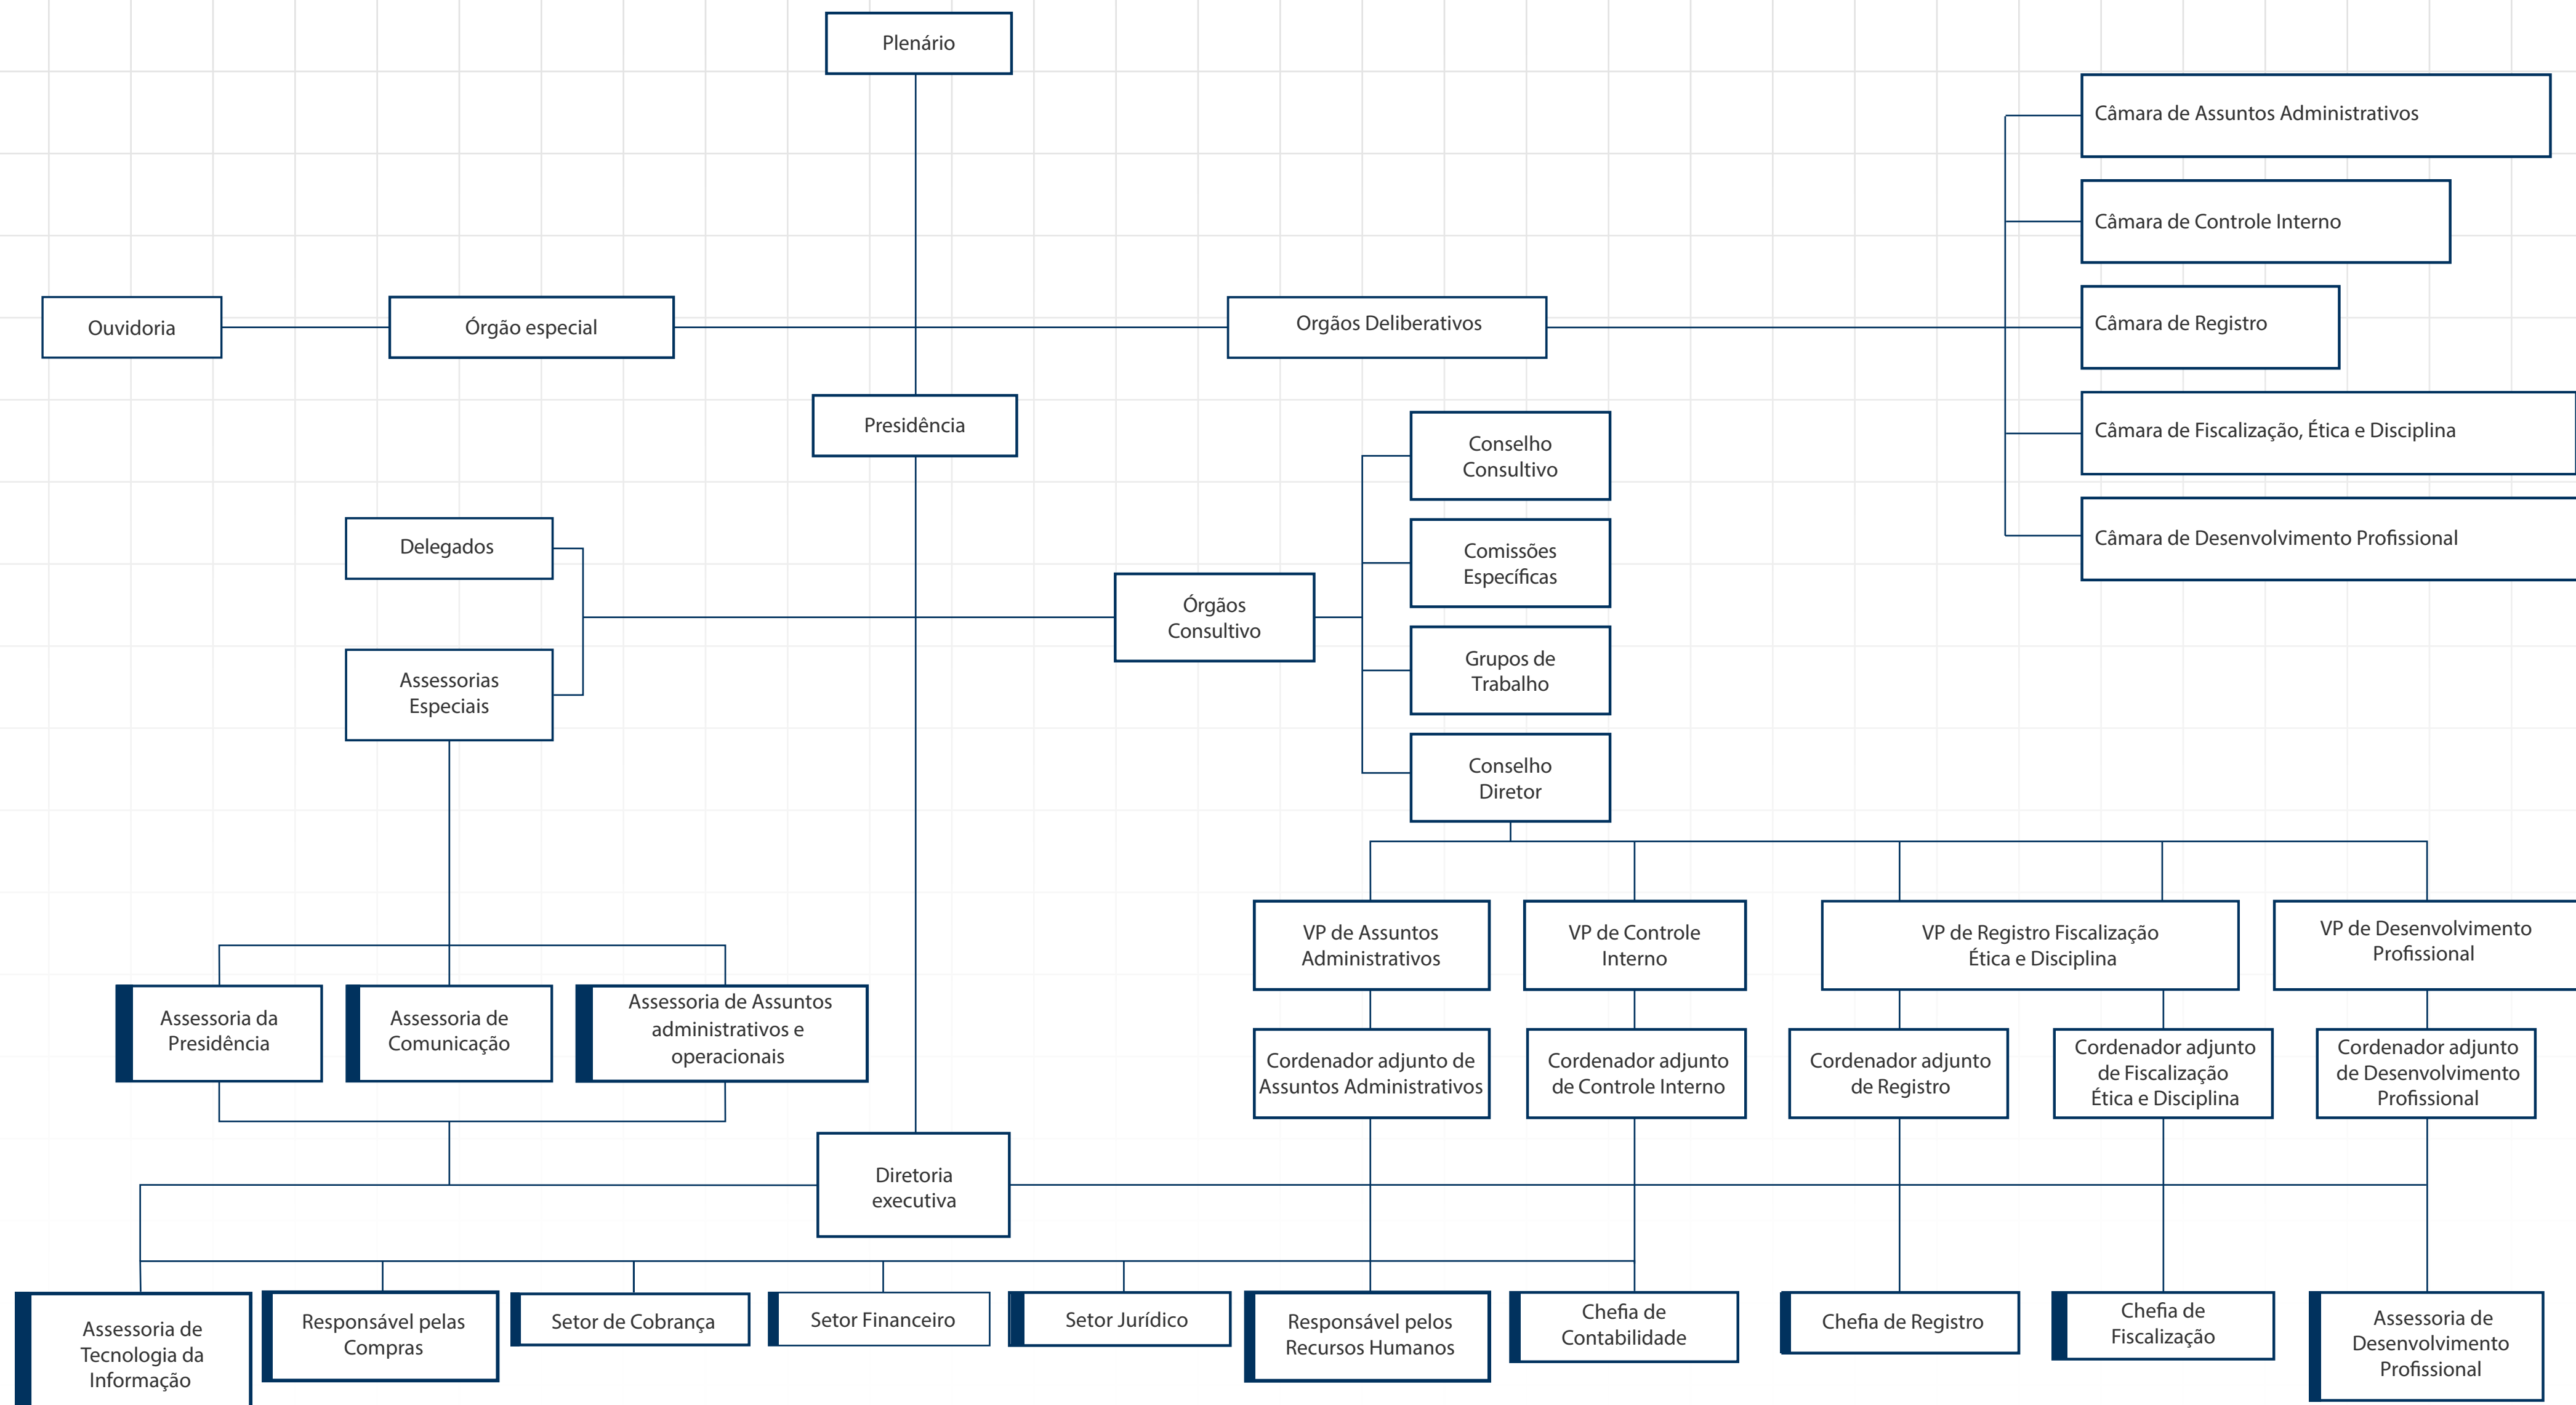 Plenário
Câmara de Assuntos Administrativos
Câmara de Controle Interno
Ouvidoria
Órgão especial
Orgãos Deliberativos
Câmara de Registro
Presidência
Câmara de Fiscalização, Ética e Disciplina
Conselho
Consultivo
Delegados
Comissões
Específicas
Câmara de Desenvolvimento Profissional
Órgãos
Consultivo
Assessorias
Especiais
Grupos de
Trabalho
Conselho
Diretor
VP de Assuntos
Administrativos
VP de Controle
Interno
VP de Registro Fiscalização
Ética e Disciplina
VP de Desenvolvimento
Profissional
Assessoria da
Presidência
Assessoria de
Comunicação
Assessoria de Assuntos
administrativos e
operacionais
Cordenador adjunto de
Assuntos Administrativos
Cordenador adjunto
de Controle Interno
Cordenador adjunto
de Registro
Cordenador adjunto
de Fiscalização
Ética e Disciplina
Cordenador adjunto
de Desenvolvimento
Profissional
Diretoria
executiva
Assessoria de
Tecnologia da
Informação
Responsável pelas
Compras
Setor de Cobrança
Setor Financeiro
Setor Jurídico
Responsável pelos
Recursos Humanos
Chefia de
Contabilidade
Chefia de Registro
Chefia de
Fiscalização
Assessoria de
Desenvolvimento
Profissional